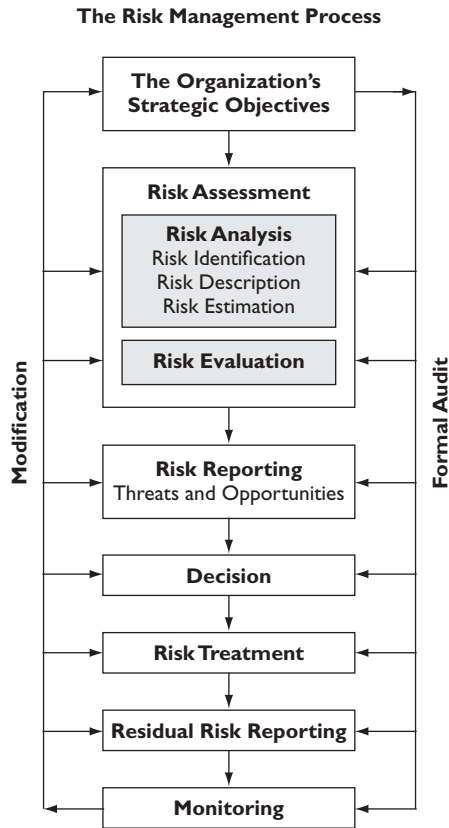 The Risk Management Process
The Organization's
Strategic Objectives
Risk Assessment
Risk Analysis
Risk Identification
Risk Description
Risk Estimation
Risk Evaluation
Modification
Formal Audit
Risk Reporting
Threats and Opportunities
Decision
Risk Treatment
Residual Risk Reporting
Monitoring